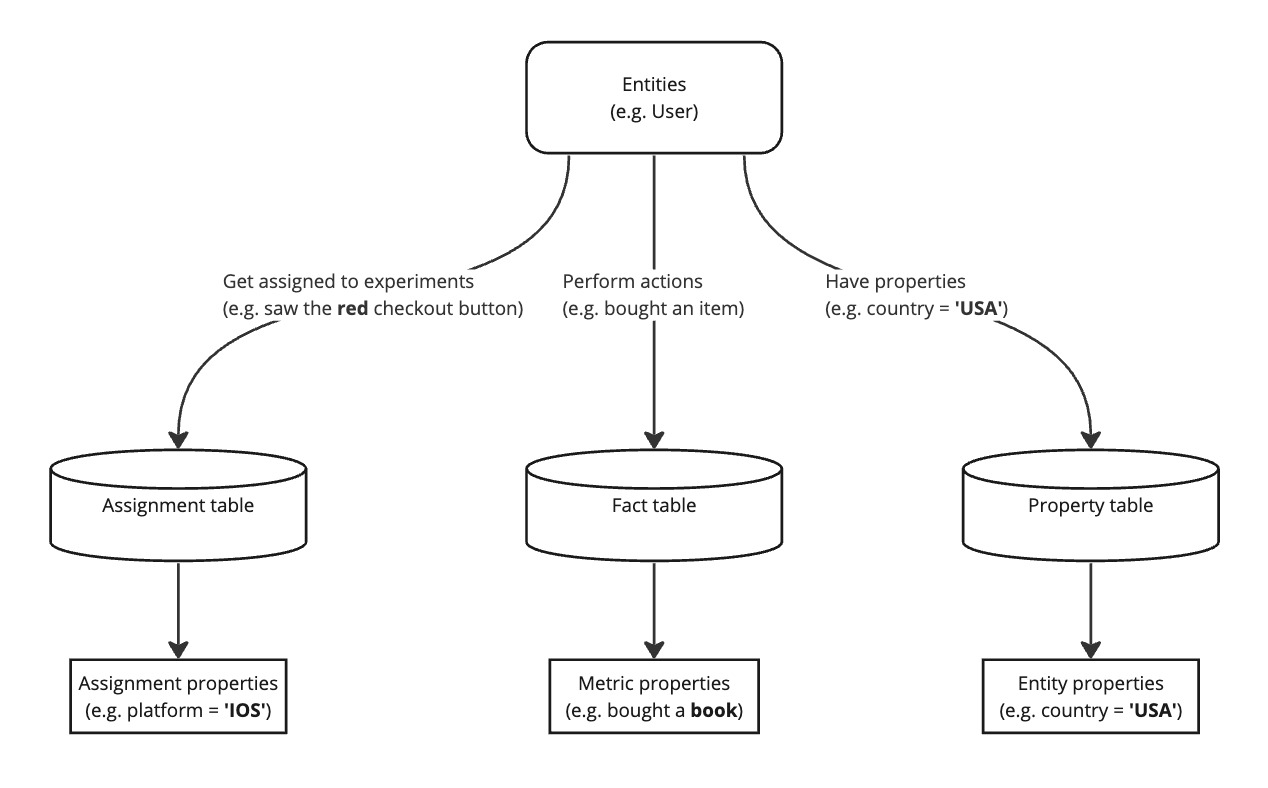 Entities
(e.g. User)
Get assigned to experiments
(e.g. saw the red checkout button)
Perform actions
(e.g. bought an item)
Have properties
(e.g. country = 'USA')
Assignment table
Fact table
Property table
Assignment properties
(e.g. platform = 'IOS')
Metric properties
(e.g. bought a book)
Entity properties
(e.g. country = 'USA')